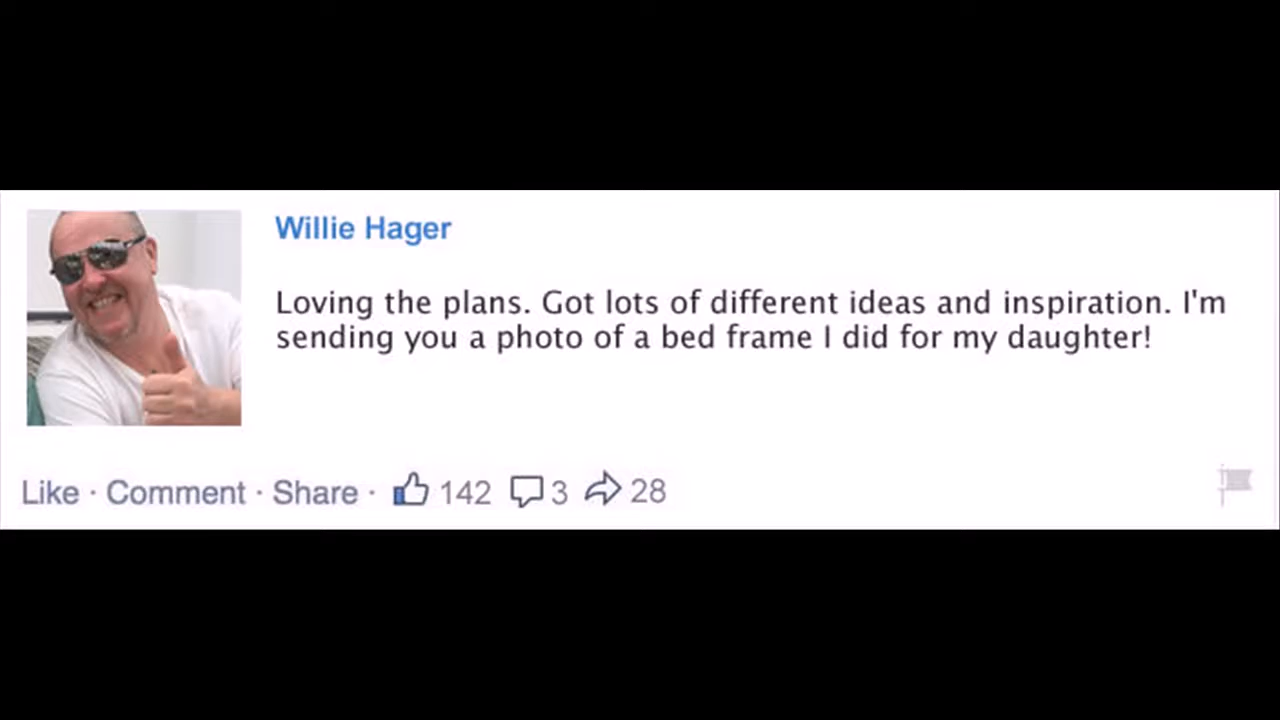 Willie Hager
Loving the plans. Got lots of different ideas and inspiration. I'm
sending you a photo of a bed frame I did for my daughter!
Like · Comment · Share · 142 3 28